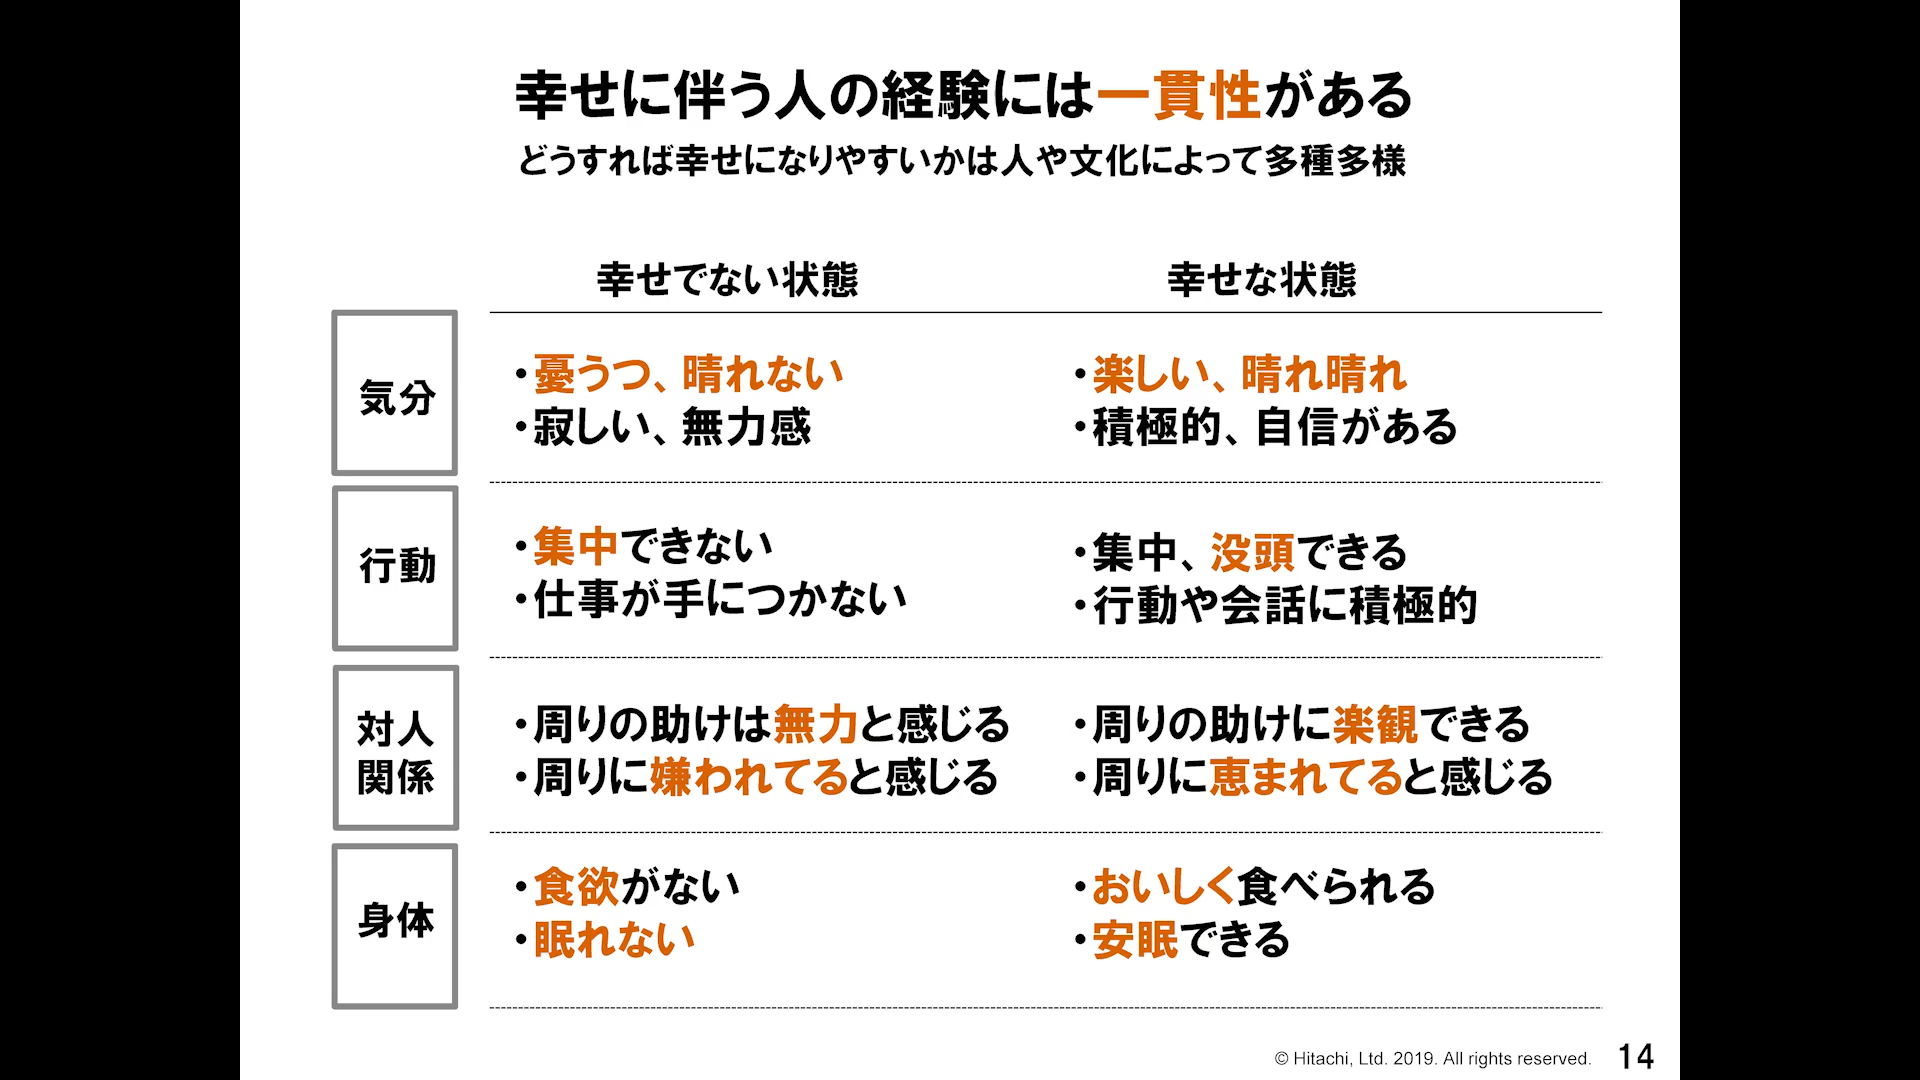 幸せに伴う人の経験には一貫性がある
どうすれば幸せになりやすいかは人や文化によって多種多様
幸せでない状態
幸せな状態
気分
・憂うつ、晴れない
・寂しい、無力感
・楽しい、晴れ晴れ
・積極的、自信がある
行動
・集中できない
・仕事が手につかない
・集中、没頭できる
・行動や会話に積極的
対人
関係
・周りの助けは無力と感じる
・周りに嫌われてると感じる
・周りの助けに楽観できる
・周りに恵まれてると感じる
身体
・食欲がない
・眠れない
・おいしく食べられる
・安眠できる
© Hitachi, Ltd. 2019. All rights reserved.
14